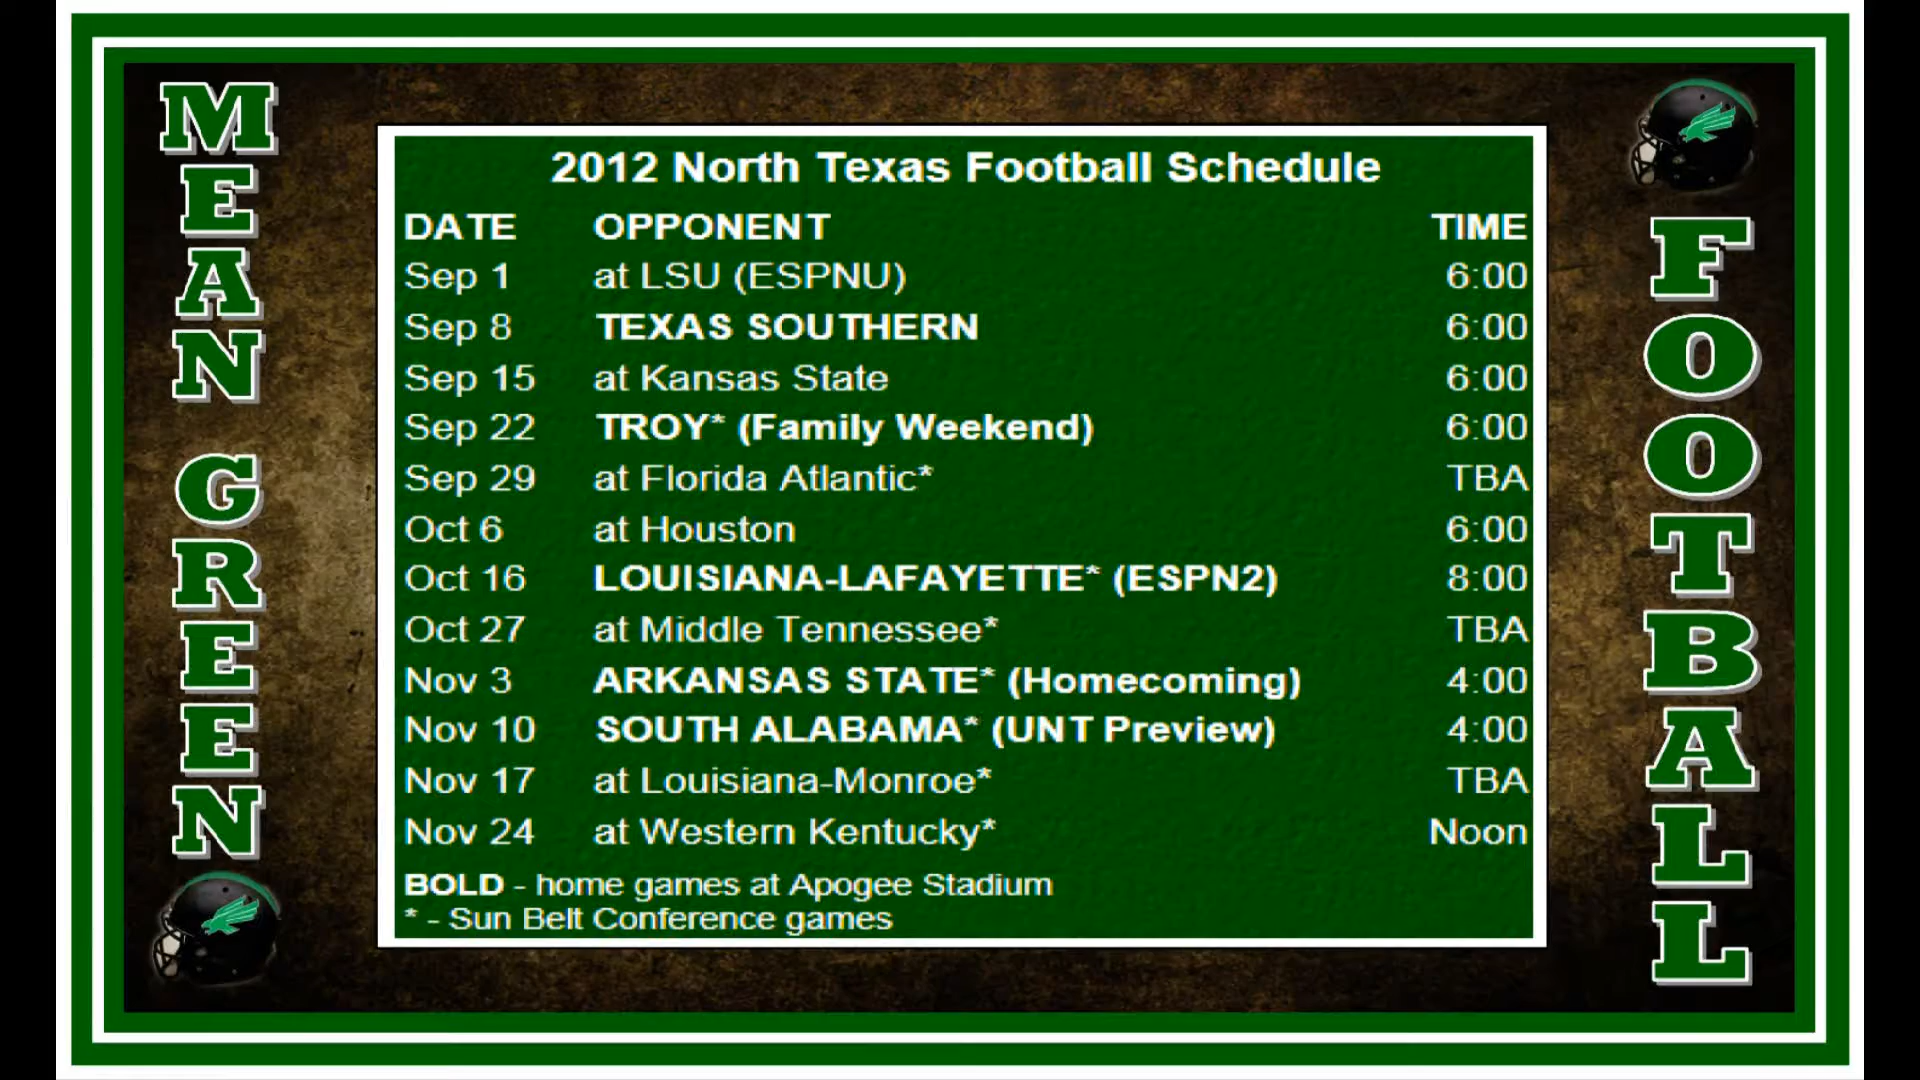 MEAN GREEN
2012 North Texas Football Schedule
DATE OPPONENT TIME
Sep 1 at LSU (ESPNU) 6:00
Sep 8 TEXAS SOUTHERN 6:00
Sep 15 at Kansas State 6:00
Sep 22 TROY* (Family Weekend) 6:00
Sep 29 at Florida Atlantic* TBA
Oct 6 at Houston 6:00
Oct 16 LOUISIANA-LAFAYETTE* (ESPN2) 8:00
Oct 27 at Middle Tennessee* TBA
Nov 3 ARKANSAS STATE* (Homecoming) 4:00
Nov 10 SOUTH ALABAMA* (UNT Preview) 4:00
Nov 17 at Louisiana-Monroe* TBA
Nov 24 at Western Kentucky* Noon
BOLD - home games at Apogee Stadium
* - Sun Belt Conference games
FOOTBALL